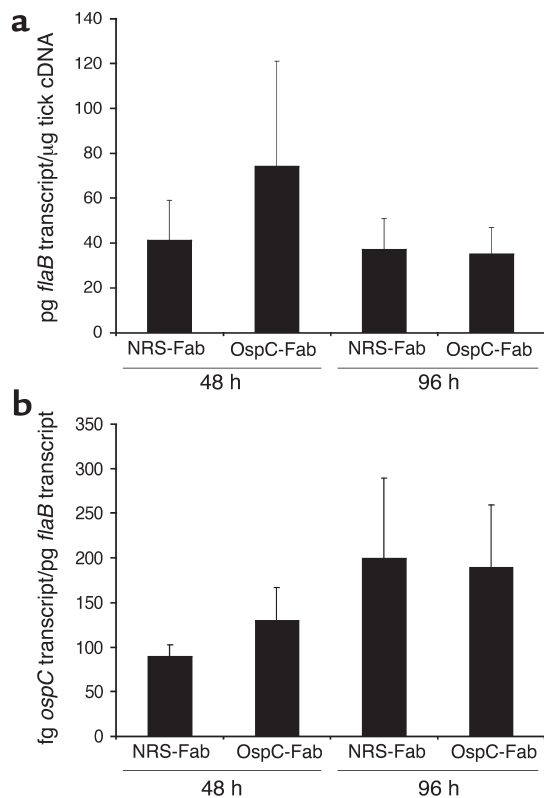 a
pg flaB transcript/μg tick cDNA
140
120
100
80
60
40
20
0
NRS-Fab OspC-Fab NRS-Fab OspC-Fab
48 h 96 h
b
fg ospC transcript/pg flaB transcript
350
300
250
200
150
100
50
0
NRS-Fab OspC-Fab NRS-Fab OspC-Fab
48 h 96 h